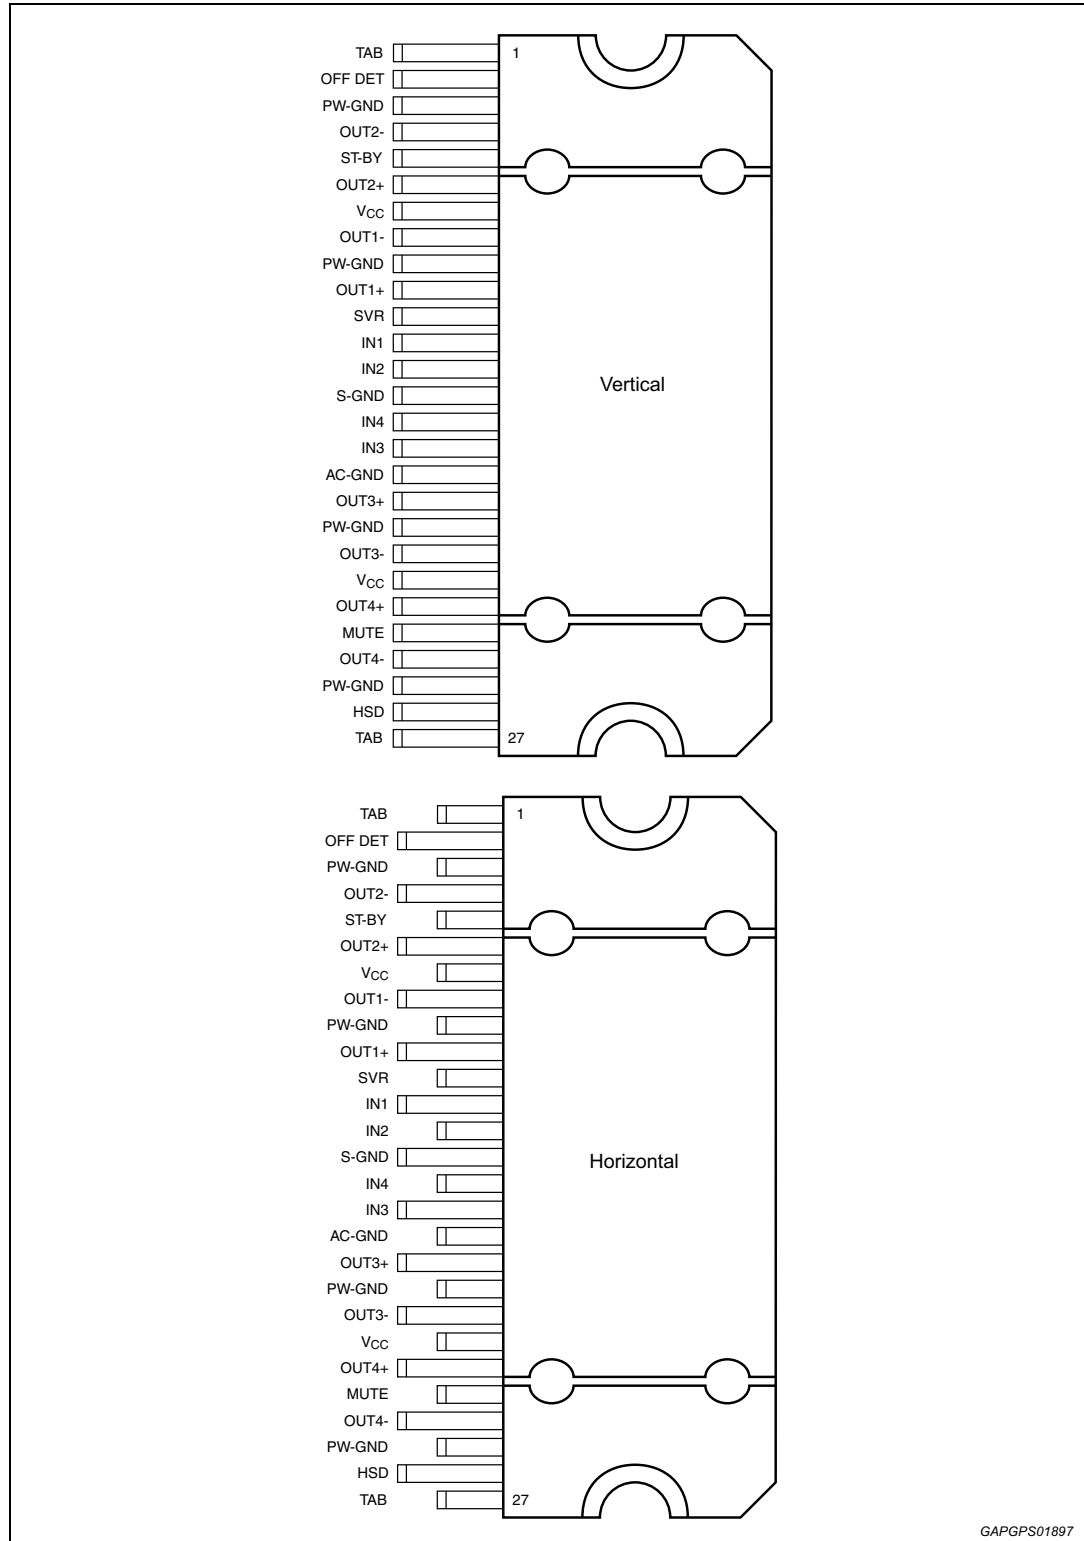 TAB 1
OFF DET
PW-GND
OUT2-
ST-BY
OUT2+
VCC
OUT1-
PW-GND
OUT1+
SVR
IN1
IN2
S-GND
IN4
IN3
AC-GND
OUT3+
PW-GND
OUT3-
VCC
OUT4+
MUTE
OUT4-
PW-GND
HSD
TAB 27
Vertical
TAB 1
OFF DET
PW-GND
OUT2-
ST-BY
OUT2+
VCC
OUT1-
PW-GND
OUT1+
SVR
IN1
IN2
S-GND
IN4
IN3
AC-GND
OUT3+
PW-GND
OUT3-
VCC
OUT4+
MUTE
OUT4-
PW-GND
HSD
TAB 27
Horizontal
GAPGPS01897